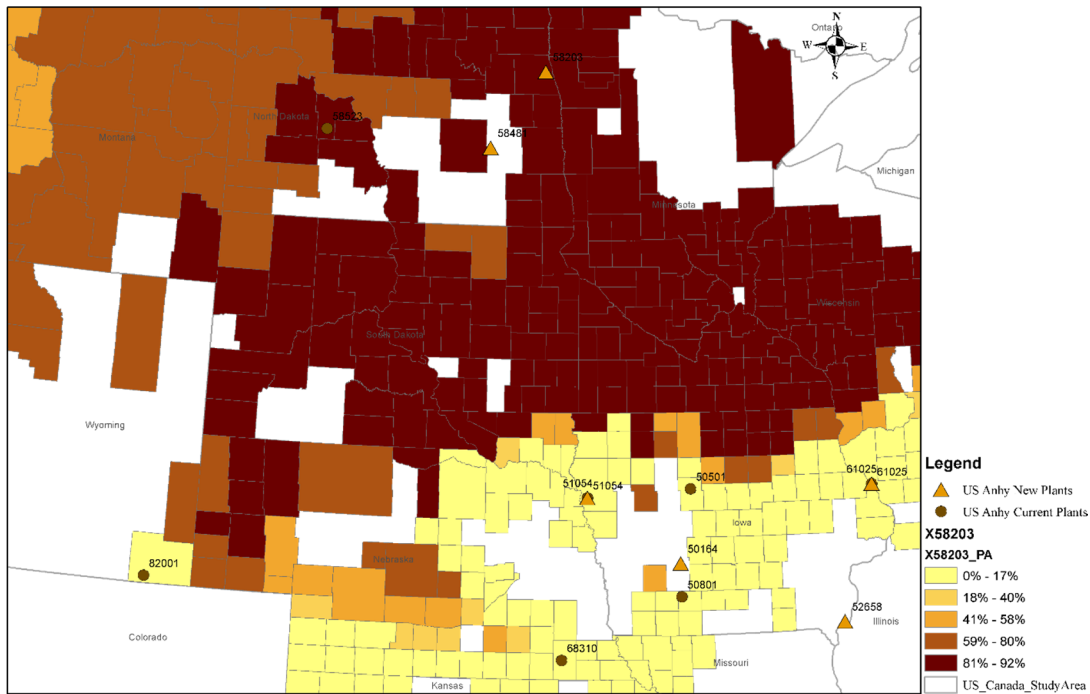 Ontario
N
W E
S
58203
North Dakota
58523
Montana
58481
Michigan
Minnesota
Wisconsin
South Dakota
Wyoming
51054
51054
50501
61025
61025
Iowa
Nebraska
82001
50164
50801
52658
Illinois
Colorado
68310
Missouri
Kansas
Legend
US Anhy New Plants
US Anhy Current Plants
X58203
X58203_PA
0% - 17%
18% - 40%
41% - 58%
59% - 80%
81% - 92%
US_Canada_StudyArea